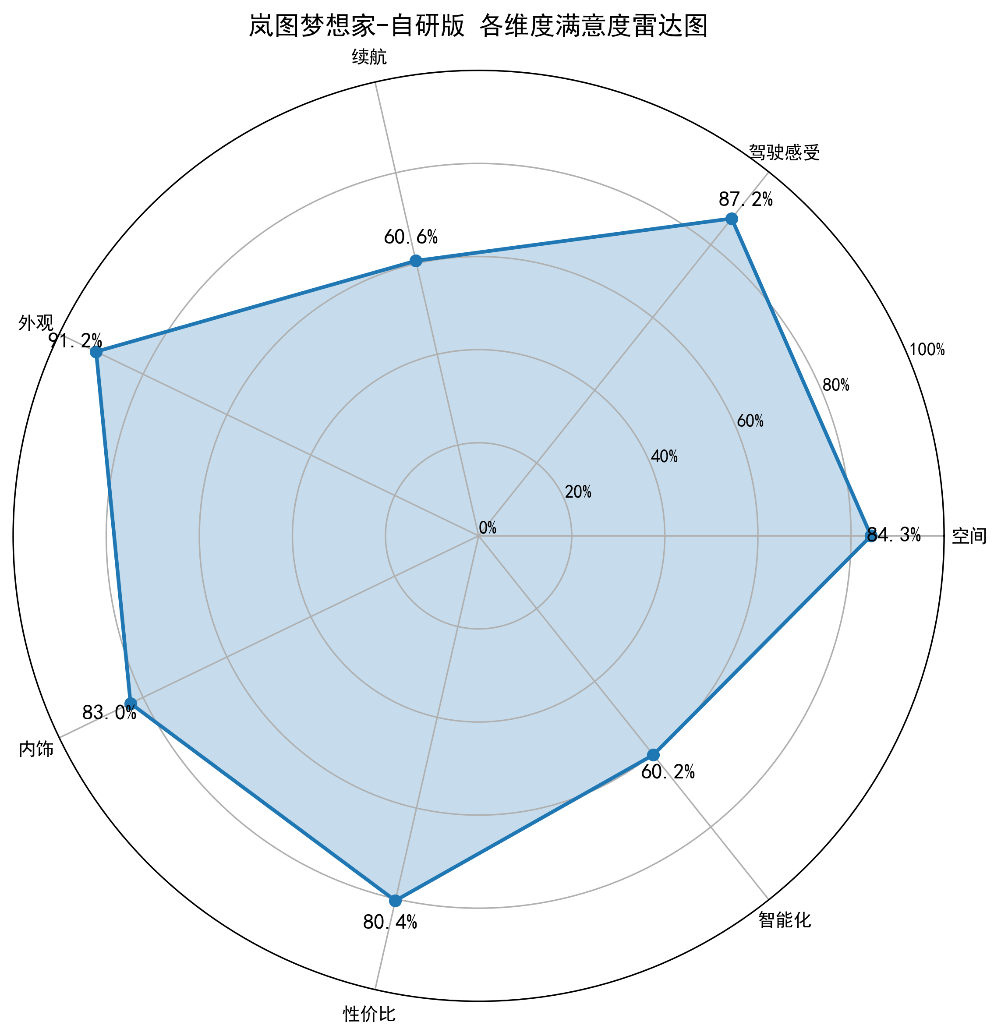 岚图梦想家-自研版 各维度满意度雷达图
续航
驾驶感受
87.2%
60.6%
外观
91.2%
100%
80%
60%
40%
20%
0%
84.3%
空间
83.0%
内饰
60.2%
80.4%
智能化
性价比